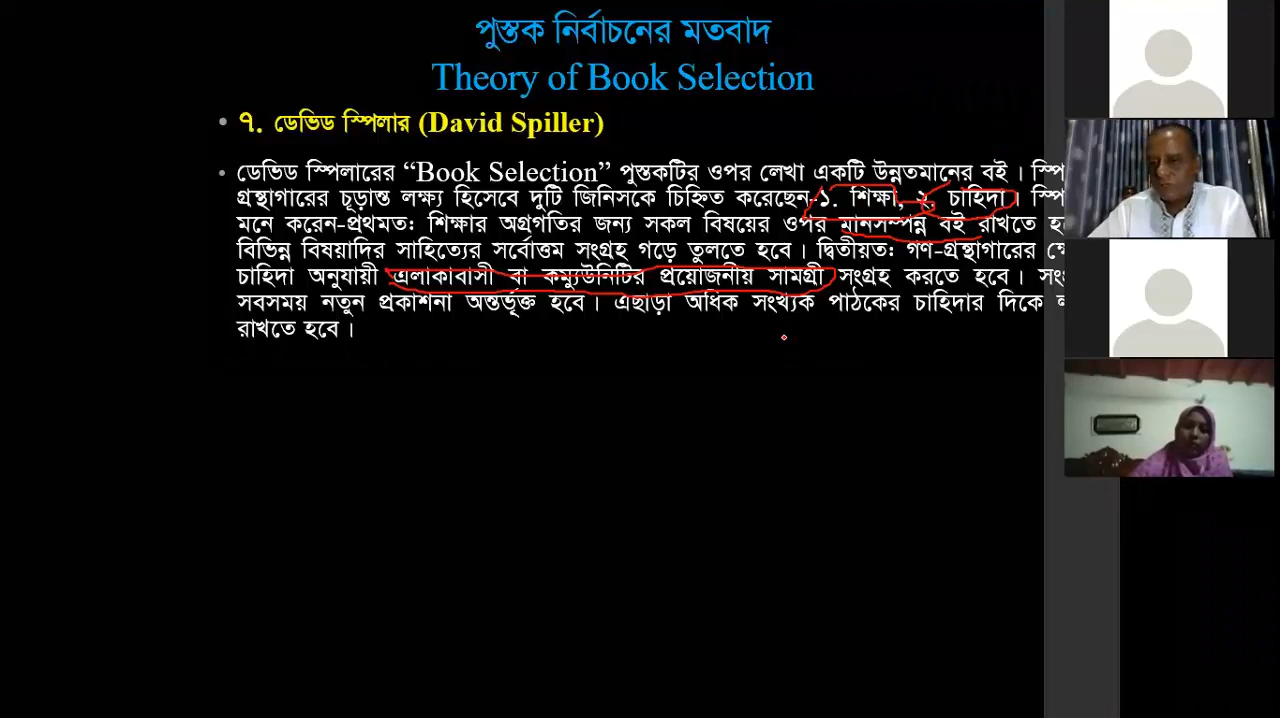 পুস্তক নির্বাচনের মতবাদ
Theory of Book Selection
• ৭. ডেভিড স্পিলার (David Spiller)
• ডেভিড স্পিলারের “Book Selection” পুস্তকটির ওপর লেখা একটি উন্নতমানের বই।
গ্রন্থাগারের চূড়ান্ত লক্ষ্য হিসেবে দুটি জিনিসকে চিহ্নিত করেছেন-১. শিক্ষা, ২. চাহিদা।
মনে করেন-প্রথমত: শিক্ষার অগ্রগতির জন্য সকল বিষয়ের ওপর মানসম্পন্ন বই রাখতে
বিভিন্ন বিষয়াদির সাহিত্যের সর্বোত্তম সংগ্রহ গড়ে তুলতে হবে। দ্বিতীয়ত: গণ-গ্রন্থাগারের
চাহিদা অনুযায়ী এলাকাবাসী বা কম্যুউনিটির প্রয়োজনীয় সামগ্রী সংগ্রহ করতে হবে।
সবসময় নতুন প্রকাশনা অন্তর্ভূক্ত হবে। এছাড়া অধিক সংখ্যক পাঠকের চাহিদার দিকে
রাখতে হবে।